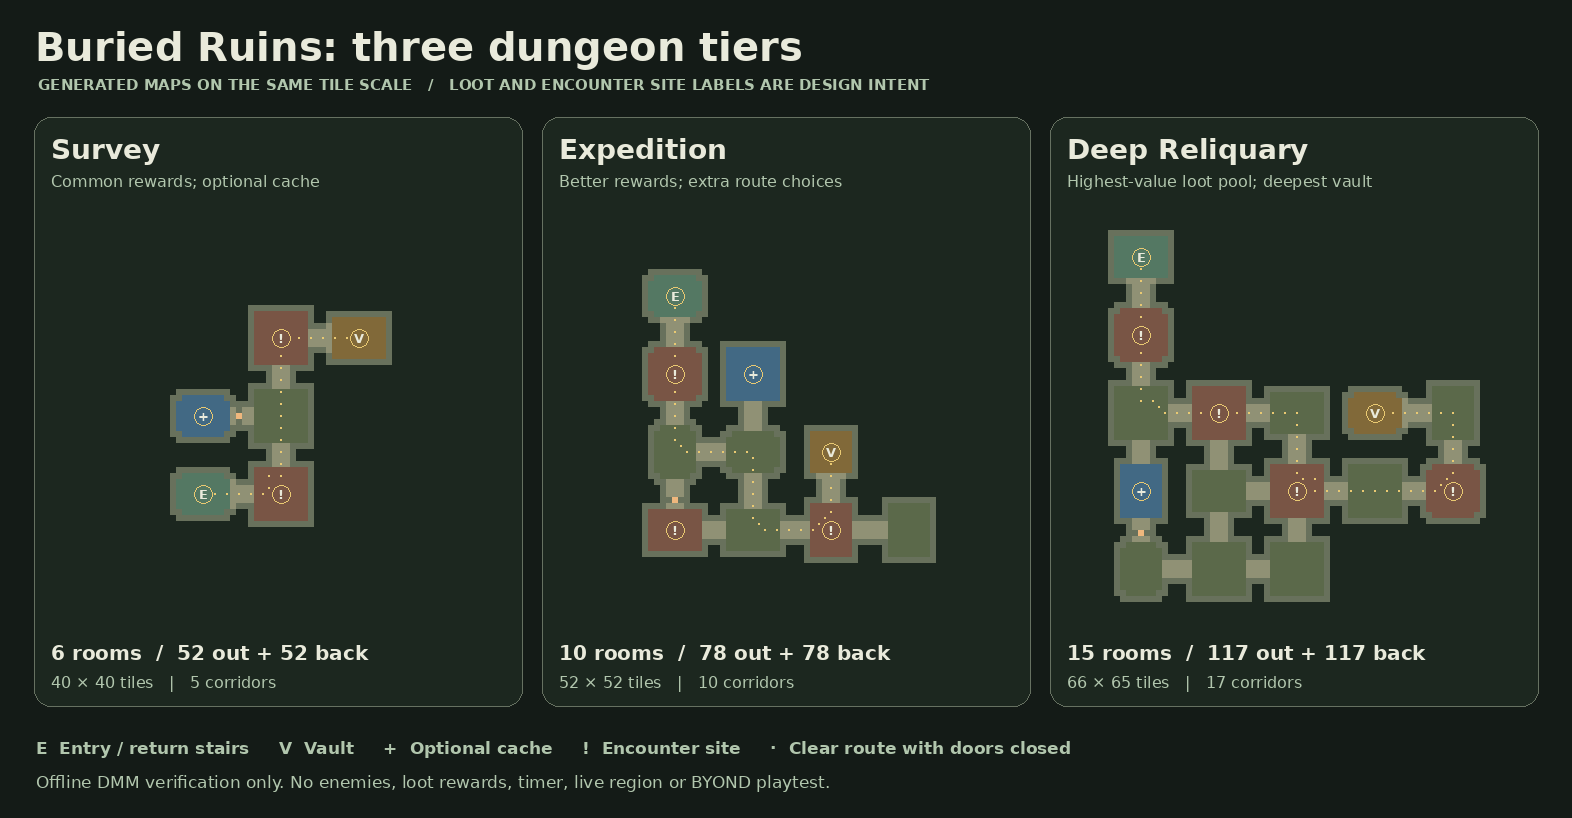 Buried Ruins: three dungeon tiers
GENERATED MAPS ON THE SAME TILE SCALE / LOOT AND ENCOUNTER SITE LABELS ARE DESIGN INTENT
Survey
Common rewards; optional cache
!
V
+
E
!
6 rooms / 52 out + 52 back
40 × 40 tiles | 5 corridors
Expedition
Better rewards; extra route choices
E
!
+
V
!
!
10 rooms / 78 out + 78 back
52 × 52 tiles | 10 corridors
Deep Reliquary
Highest-value loot pool; deepest vault
E
!
!
V
+
!
!
15 rooms / 117 out + 117 back
66 × 65 tiles | 17 corridors
E Entry / return stairs V Vault + Optional cache ! Encounter site · Clear route with doors closed
Offline DMM verification only. No enemies, loot rewards, timer, live region or BYOND playtest.